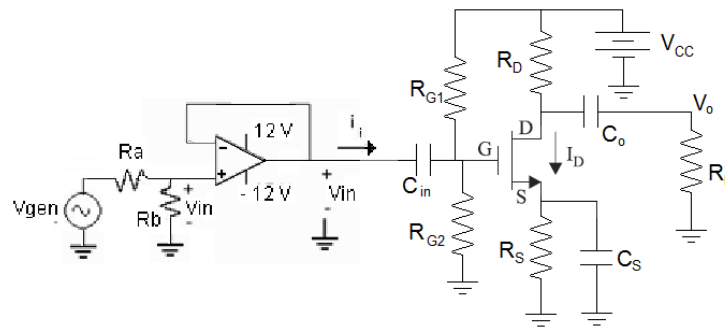 Vgen
Ra
Rb
+
Vin
-
-
+
12 V
- 12 V
+
Vin
-
i_i
C_in
R_G1
R_G2
G
D
S
R_D
I_D
R_S
C_S
C_o
V_CC
V_o